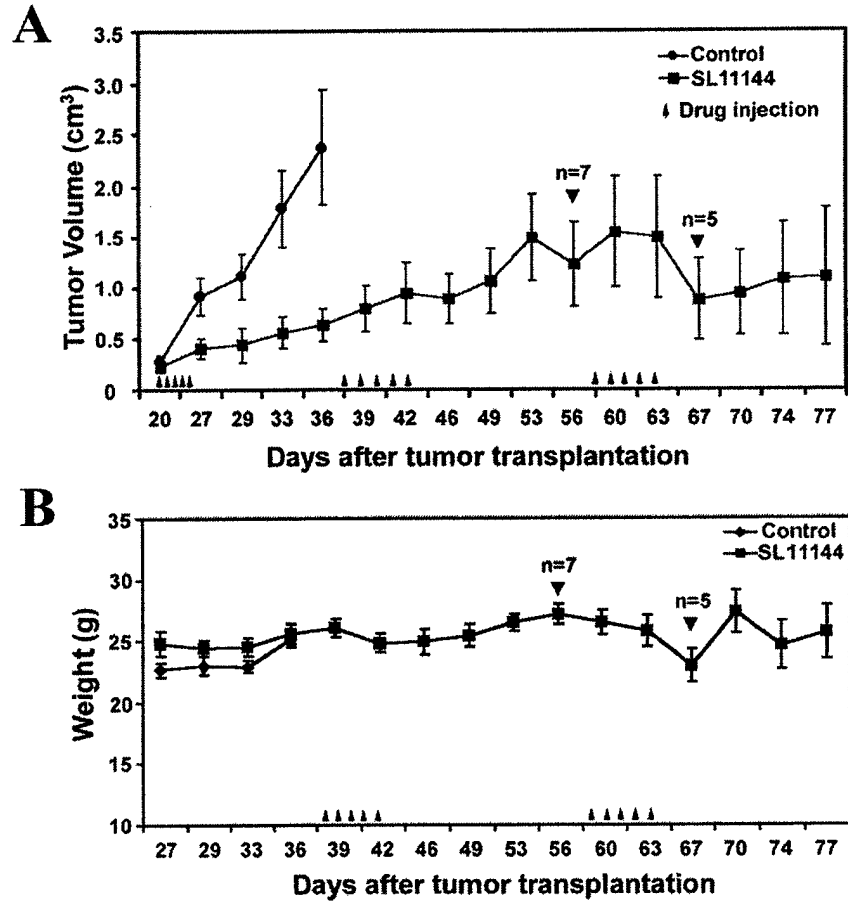 A
3.5
3.0
2.5
2.0
1.5
1.0
0.5
0
Tumor Volume (cm³)
Control
SL11144
Drug injection
n=7
n=5
20 27 29 33 36 39 42 46 49 53 56 60 63 67 70 74 77
Days after tumor transplantation
B
35
30
25
20
15
10
Weight (g)
Control
SL11144
n=7
n=5
27 29 33 36 39 42 46 49 53 56 60 63 67 70 74 77
Days after tumor transplantation